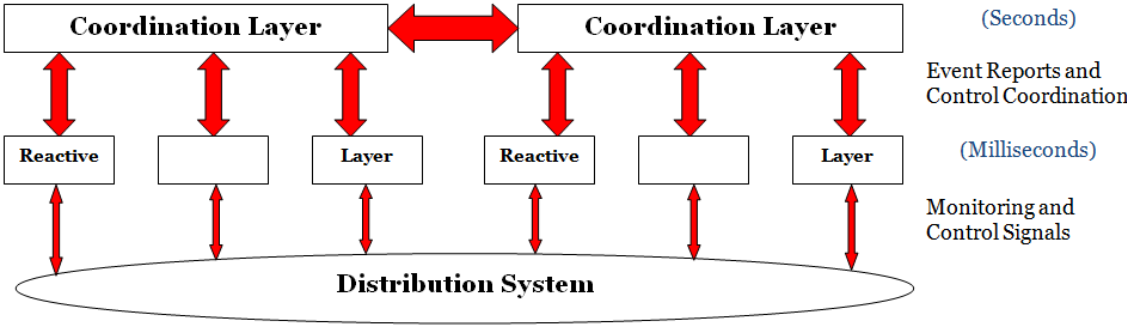 Coordination Layer
Coordination Layer
(Seconds)
Event Reports and
Control Coordination
Reactive
Layer
Reactive
Layer
(Milliseconds)
Monitoring and
Control Signals
Distribution System